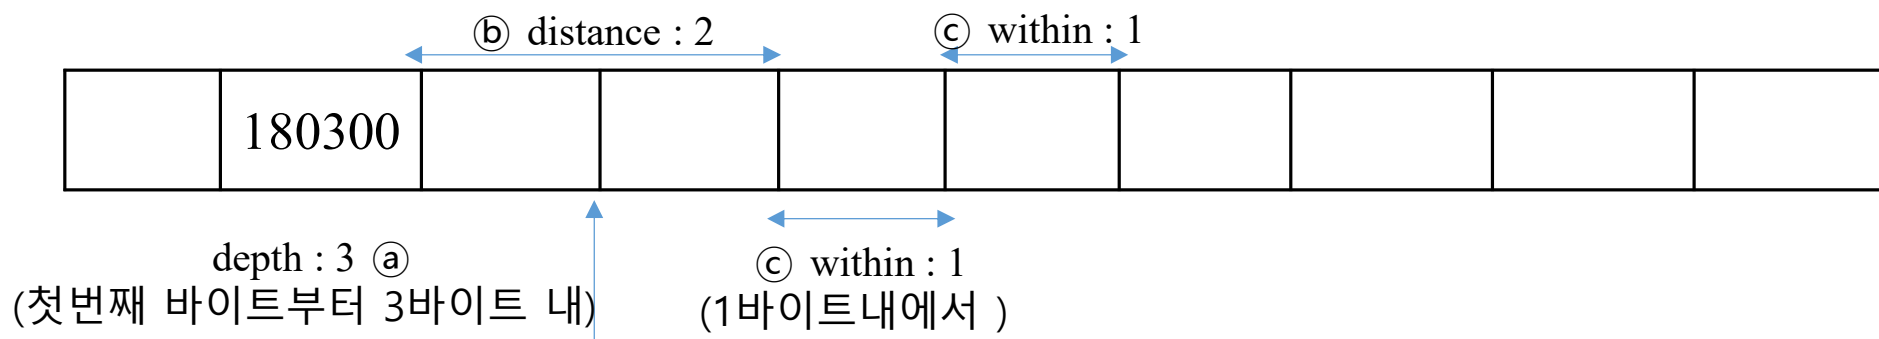 ⓑ distance : 2
ⓒ within : 1
180300
depth : 3 ⓐ
(첫번째 바이트부터 3바이트 내)
ⓒ within : 1
(1바이트내에서 )